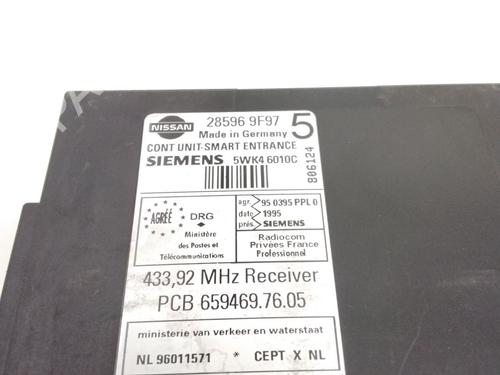 NISSAN
28596 9F97 5
Made in Germany
CONT UNIT-SMART ENTRANCE
SIEMENS 5WK4 6010C
806124
AGRÉÉ
DRG
Ministère
des Postes et
Télécommunications
agr. 95 0395 PPL 0
date 1995
prés SIEMENS
Radiocom
Privées France
Professionnel
433,92 MHz Receiver
PCB 659469.76.05
ministerie van verkeer en waterstaat
NL 96011571 * CEPT X NL